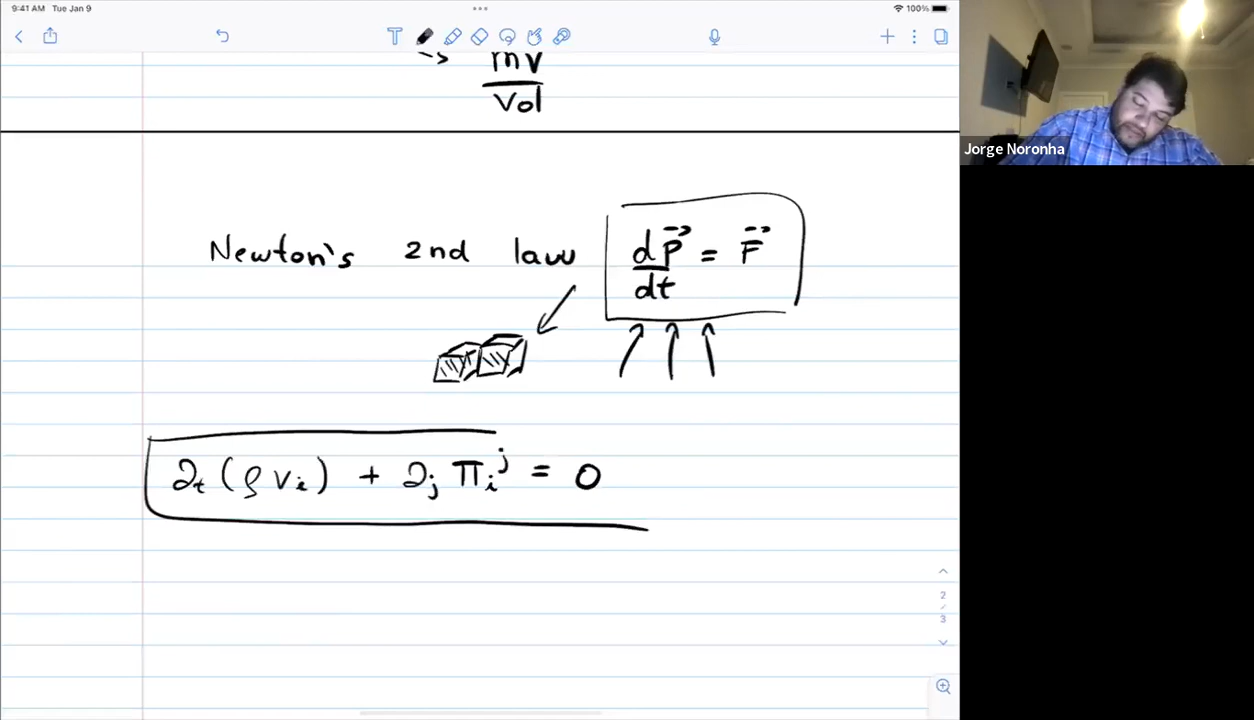 9:41 AM Tue Jan 9
100%
mv
Vol
Jorge Noronha
Newton's 2nd law dP⃗/dt = F⃗
∂t (ρ vi) + ∂j Πi^j = 0
2
3